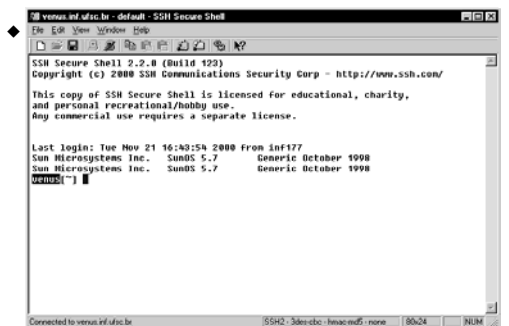 venus.inf.ufsc.br - default - SSH Secure Shell
File Edit View Window Help
SSH Secure Shell 2.2.0 (Build 123)
Copyright (c) 2000 SSH Communications Security Corp - http://www.ssh.com/
This copy of SSH Secure Shell is licensed for educational, charity,
and personal recreational/hobby use.
Any commercial use requires a separate license.
Last login: Tue Nov 21 16:43:54 2000 from inf177
Sun Microsystems Inc. SunOS 5.7 Generic October 1998
Sun Microsystems Inc. SunOS 5.7 Generic October 1998
venus[~]
Connected to venus.inf.ufsc.br SSH2 - 3des-cbc - hmac-md5 - none 80x24 NUM